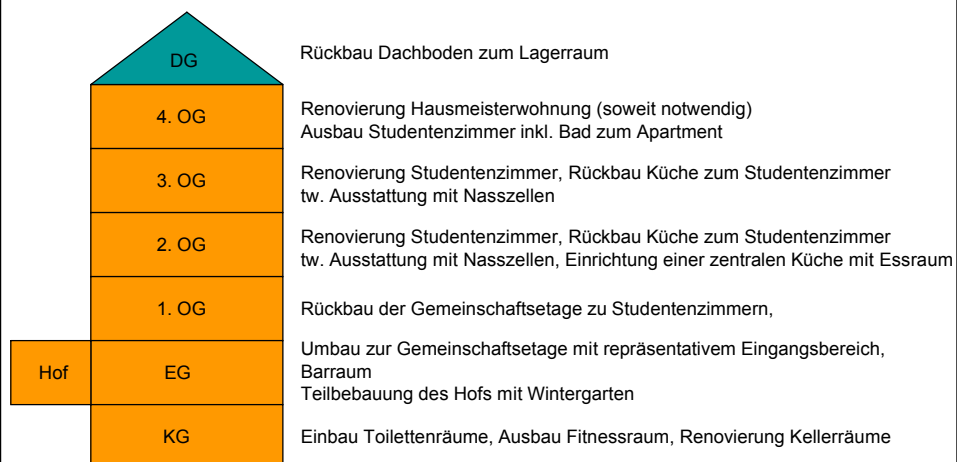 DG
Rückbau Dachboden zum Lagerraum
4. OG
Renovierung Hausmeisterwohnung (soweit notwendig)
Ausbau Studentenzimmer inkl. Bad zum Apartment
3. OG
Renovierung Studentenzimmer, Rückbau Küche zum Studentenzimmer
tw. Ausstattung mit Nasszellen
2. OG
Renovierung Studentenzimmer, Rückbau Küche zum Studentenzimmer
tw. Ausstattung mit Nasszellen, Einrichtung einer zentralen Küche mit Essraum
1. OG
Rückbau der Gemeinschaftsetage zu Studentenzimmern,
Hof
EG
Umbau zur Gemeinschaftsetage mit repräsentativem Eingangsbereich,
Barraum
Teilbebauung des Hofs mit Wintergarten
KG
Einbau Toilettenräume, Ausbau Fitnessraum, Renovierung Kellerräume